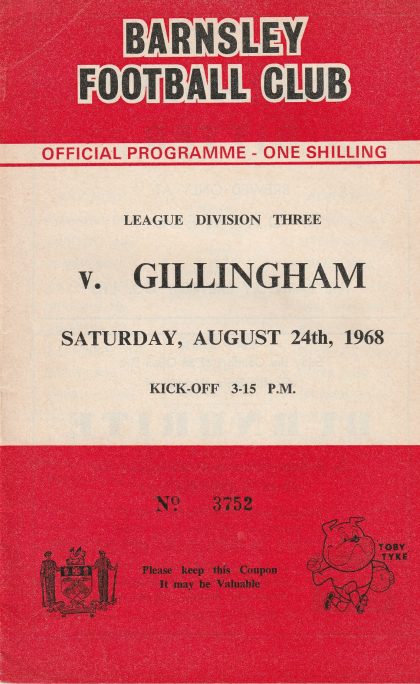 BARNSLEY
FOOTBALL CLUB
OFFICIAL PROGRAMME - ONE SHILLING
LEAGUE DIVISION THREE
v. GILLINGHAM
SATURDAY, AUGUST 24th, 1968
KICK-OFF 3-15 P.M.
Nº 3752
TOBY
TYKE
Please keep this Coupon
It may be Valuable